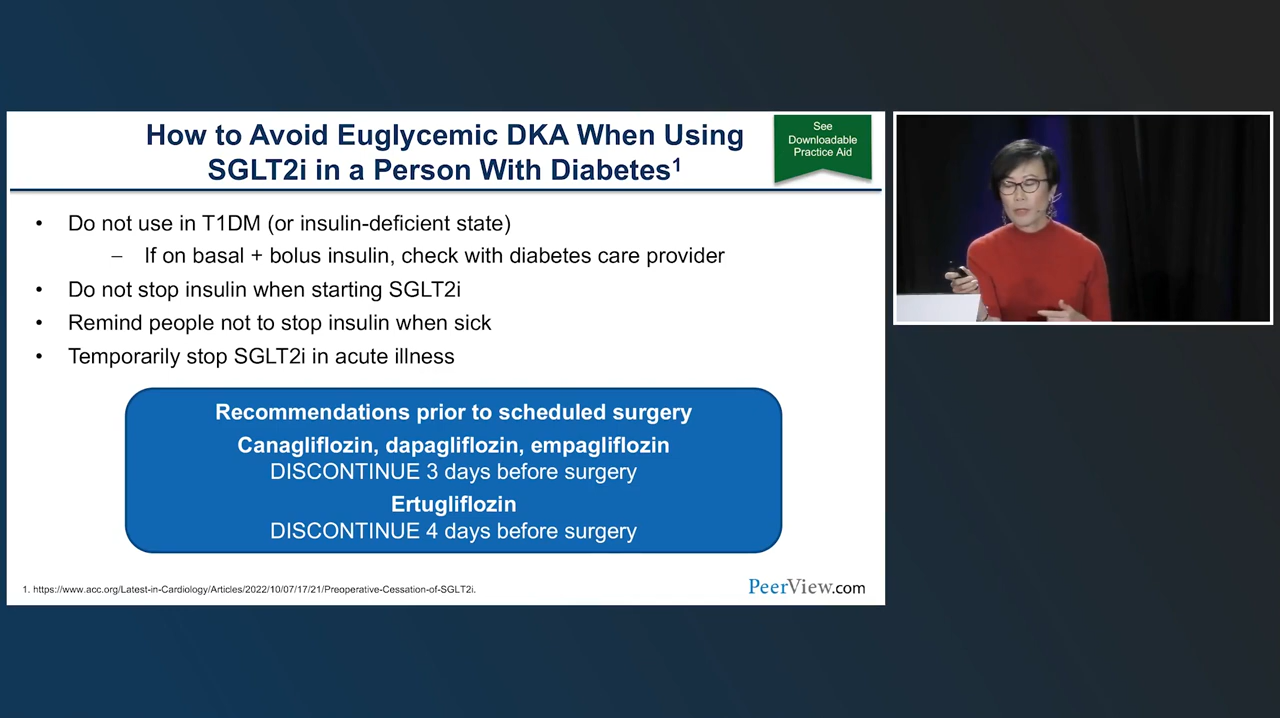 How to Avoid Euglycemic DKA When Using
SGLT2i in a Person With Diabetes¹
See
Downloadable
Practice Aid
• Do not use in T1DM (or insulin-deficient state)
– If on basal + bolus insulin, check with diabetes care provider
• Do not stop insulin when starting SGLT2i
• Remind people not to stop insulin when sick
• Temporarily stop SGLT2i in acute illness
Recommendations prior to scheduled surgery
Canagliflozin, dapagliflozin, empagliflozin
DISCONTINUE 3 days before surgery
Ertugliflozin
DISCONTINUE 4 days before surgery
1. https://www.acc.org/Latest-in-Cardiology/Articles/2022/10/07/17/21/Preoperative-Cessation-of-SGLT2i.
PeerView.com